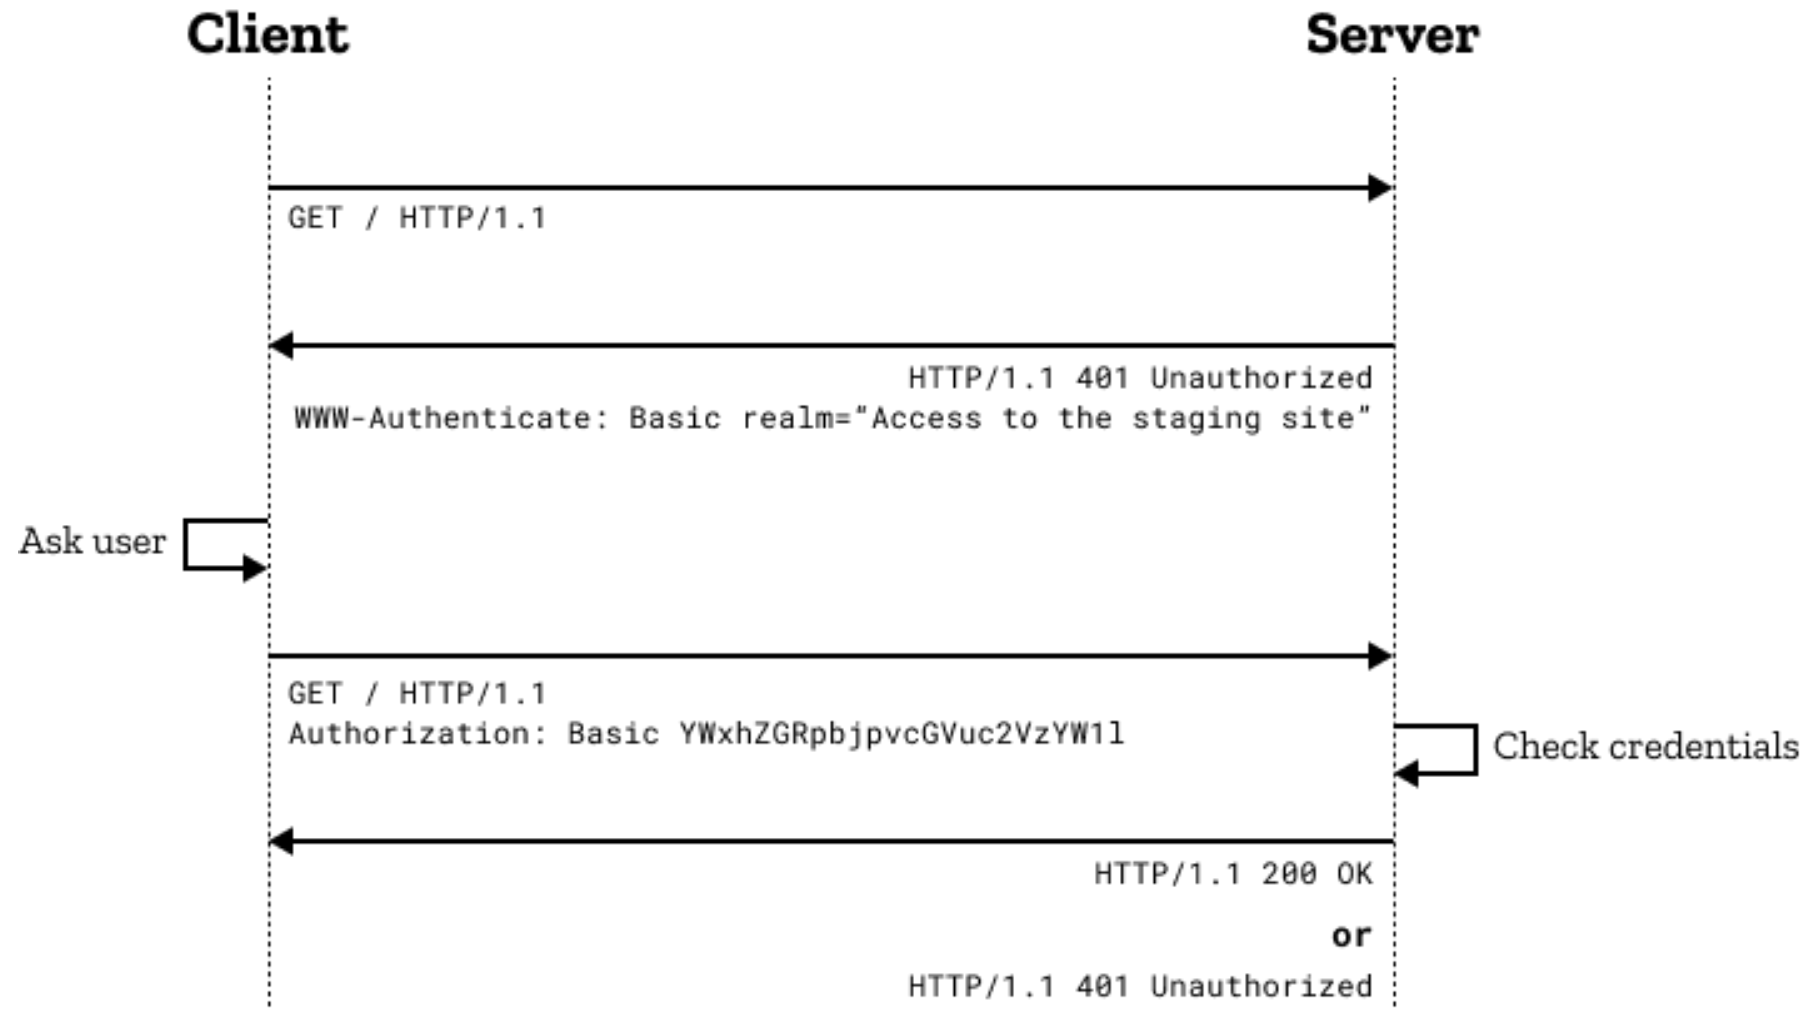 Client
Server
GET / HTTP/1.1
HTTP/1.1 401 Unauthorized
WWW-Authenticate: Basic realm=“Access to the staging site”
Ask user
GET / HTTP/1.1
Authorization: Basic YWxhZGRpbjpvcGVuc2VzYW1l
Check credentials
HTTP/1.1 200 OK
or
HTTP/1.1 401 Unauthorized